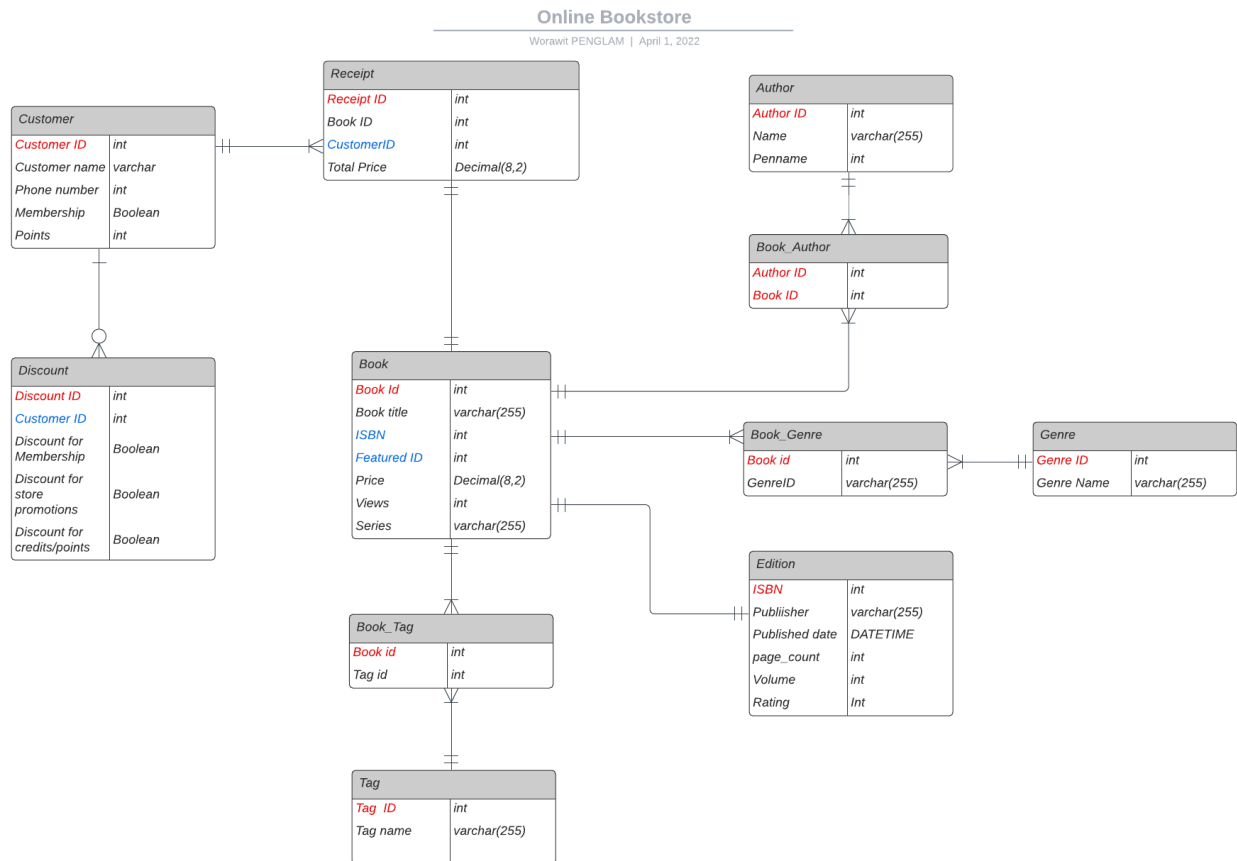 Online Bookstore
Worawit PENGLAM | April 1, 2022
Receipt
Receipt ID int
Book ID int
CustomerID int
Total Price Decimal(8,2)
Customer
Customer ID int
Customer name varchar
Phone number int
Membership Boolean
Points int
Author
Author ID int
Name varchar(255)
Penname int
Book_Author
Author ID int
Book ID int
Discount
Discount ID int
Customer ID int
Discount for
Membership Boolean
Discount for
store Boolean
promotions
Discount for
credits/points Boolean
Book
Book Id int
Book title varchar(255)
ISBN int
Featured ID int
Price Decimal(8,2)
Views int
Series varchar(255)
Book_Genre
Book id int
GenreID varchar(255)
Genre
Genre ID int
Genre Name varchar(255)
Edition
ISBN int
Publiisher varchar(255)
Published date DATETIME
page_count int
Volume int
Rating Int
Book_Tag
Book id int
Tag id int
Tag
Tag ID int
Tag name varchar(255)